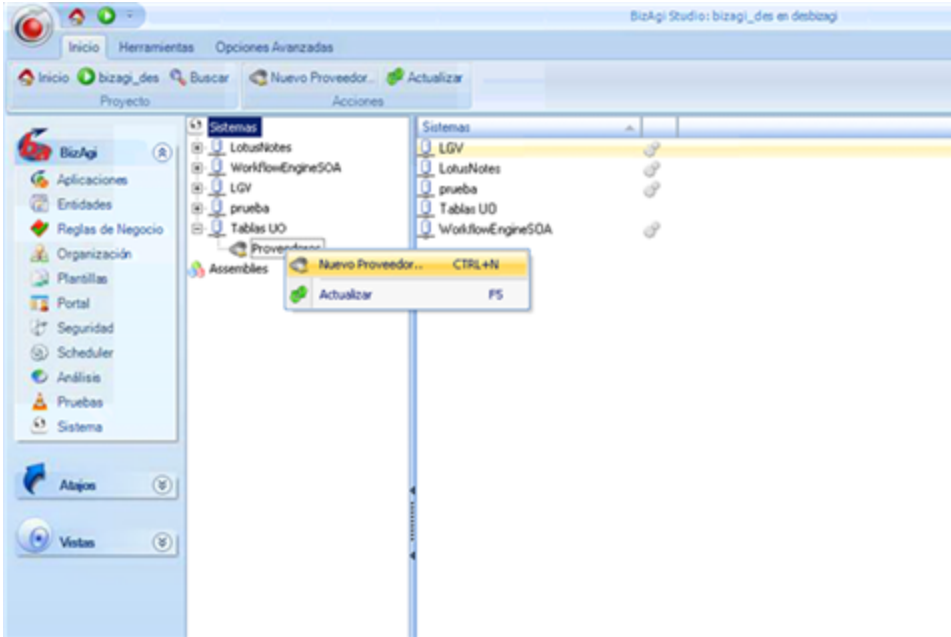 BizAgi Studio: bizagi_des en desbizagi
Inicio Herramientas Opciones Avanzadas
Inicio bizagi_des Buscar Nuevo Proveedor... Actualizar
Proyecto Acciones
BizAgi
Aplicaciones
Entidades
Reglas de Negocio
Organización
Plantillas
Portal
Seguridad
Scheduler
Análisis
Pruebas
Sistema
Atajos
Vistas
Sistemas
LotusNotes
WorkflowEngineSOA
LGV
prueba
Tablas UO
Proveedores
Assemblies
Nuevo Proveedor... CTRL+N
Actualizar F5
Sistemas
LGV
LotusNotes
prueba
Tablas UO
WorkflowEngineSOA